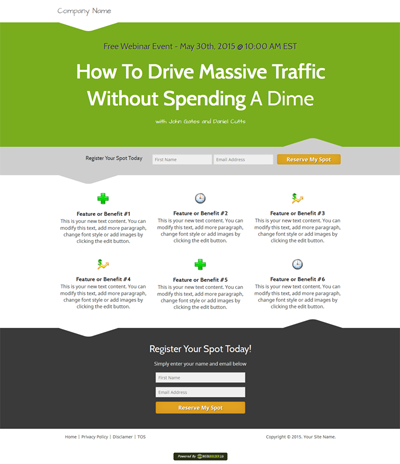 Company Name
Free Webinar Event - May 30th. 2015 @ 10:00 AM EST
How To Drive Massive Traffic
Without Spending A Dime
with John Gates and Daniel Cutts
Register Your Spot Today
First Name
Email Address
Reserve My Spot
Feature or Benefit #1
This is your new text content. You can
modify this text, add more paragraph,
change font style or add images by
clicking the edit button.
Feature or Benefit #2
This is your new text content. You can
modify this text, add more paragraph,
change font style or add images by
clicking the edit button.
Feature or Benefit #3
This is your new text content. You can
modify this text, add more paragraph,
change font style or add images by
clicking the edit button.
Feature or Benefit #4
This is your new text content. You can
modify this text, add more paragraph,
change font style or add images by
clicking the edit button.
Feature or Benefit #5
This is your new text content. You can
modify this text, add more paragraph,
change font style or add images by
clicking the edit button.
Feature or Benefit #6
This is your new text content. You can
modify this text, add more paragraph,
change font style or add images by
clicking the edit button.
Register Your Spot Today!
Simply enter your name and email below
First Name
Email Address
Reserve My Spot
Home | Privacy Policy | Disclaimer | TOS
Copyright © 2015, Your Site Name.
Powered By